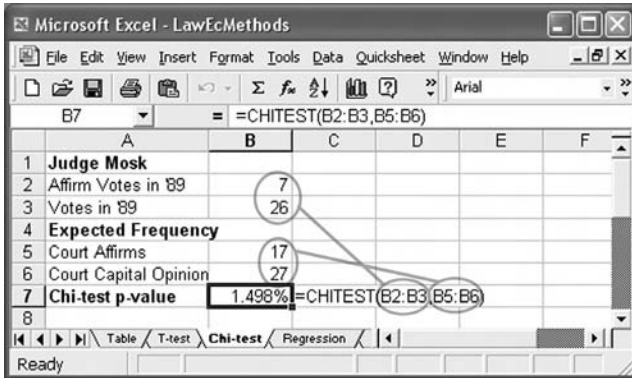 Microsoft Excel - LawEcMethods
File Edit View Insert Format Tools Data Quicksheet Window Help
Σ fx Arial
B7 = =CHITEST(B2:B3,B5:B6)
A B C D E F
1 Judge Mosk
2 Affirm Votes in '89 7
3 Votes in '89 26
4 Expected Frequency
5 Court Affirms 17
6 Court Capital Opinion 27
7 Chi-test p-value 1.498% =CHITEST(B2:B3,B5:B6)
8
Table T-test Chi-test Regression
Ready